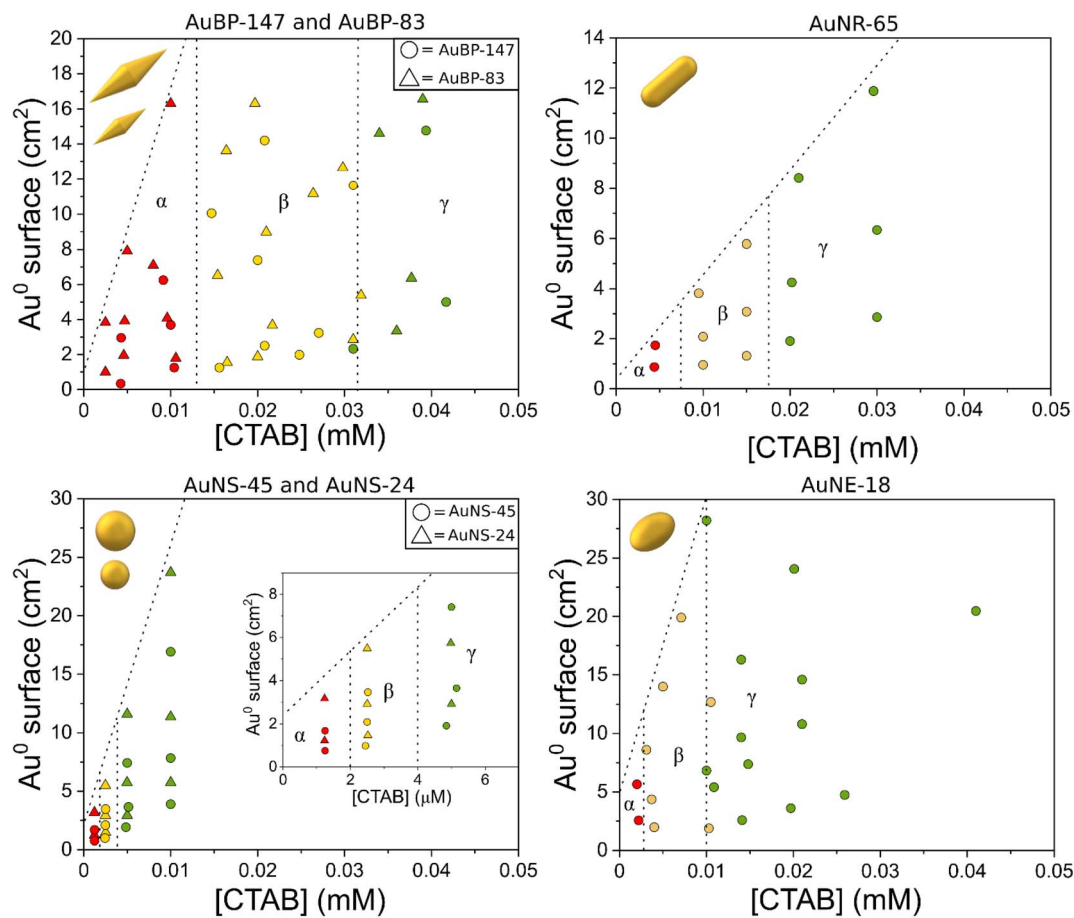 AuBP-147 and AuBP-83
20
18
16
14
12
10
8
6
4
2
0
Au⁰ surface (cm²)
○ = AuBP-147
△ = AuBP-83
α
β
γ
0
0.01
0.02
0.03
0.04
0.05
[CTAB] (mM)
AuNR-65
14
12
10
8
6
4
2
0
Au⁰ surface (cm²)
α
β
γ
0
0.01
0.02
0.03
0.04
0.05
[CTAB] (mM)
AuNS-45 and AuNS-24
30
25
20
15
10
5
0
Au⁰ surface (cm²)
○ = AuNS-45
△ = AuNS-24
8
6
4
2
0
Au⁰ surface (cm²)
α
β
γ
0
2
4
6
[CTAB] (μM)
0
0.01
0.02
0.03
0.04
0.05
[CTAB] (mM)
AuNE-18
30
25
20
15
10
5
0
Au⁰ surface (cm²)
α
β
γ
0
0.01
0.02
0.03
0.04
0.05
[CTAB] (mM)